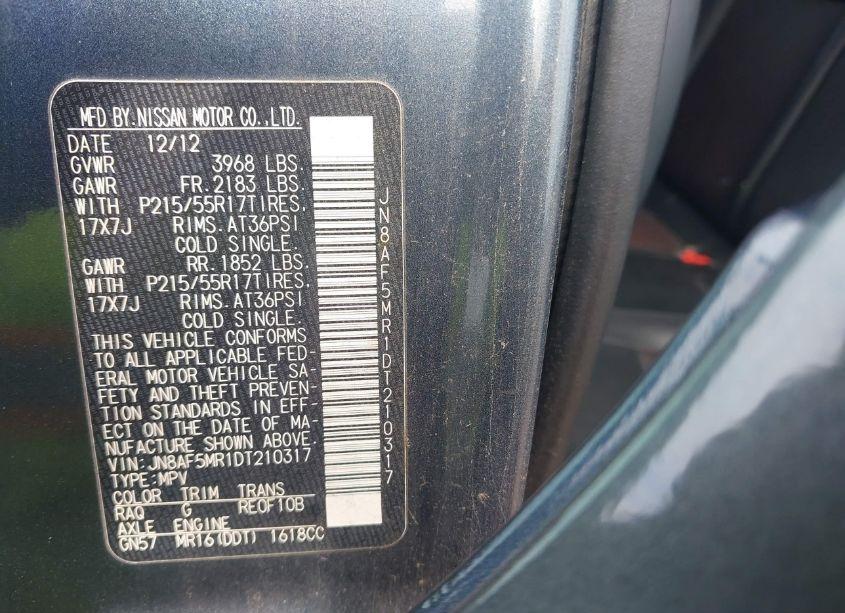 MFD BY.NISSAN MOTOR CO.,LTD.
DATE 12/12
GVWR 3968 LBS.
GAWR FR.2183 LBS.
WITH P215/55R17TIRES.
17X7J RIMS.AT36PSI
COLD SINGLE.
GAWR RR.1852 LBS.
WITH P215/55R17TIRES.
17X7J RIMS.AT36PSI
COLD SINGLE.
THIS VEHICLE CONFORMS
TO ALL APPLICABLE FED-
ERAL MOTOR VEHICLE SA-
FETY AND THEFT PREVEN-
TION STANDARDS IN EFF-
ECT ON THE DATE OF MA-
NUFACTURE SHOWN ABOVE.
VIN:JN8AF5MR1DT210317
TYPE:MPV
COLOR TRIM TRANS
RAQ G RE0F10B
AXLE ENGINE
GN57 MR16(DDT) 1618CC
JN8AF5MR1DT210317